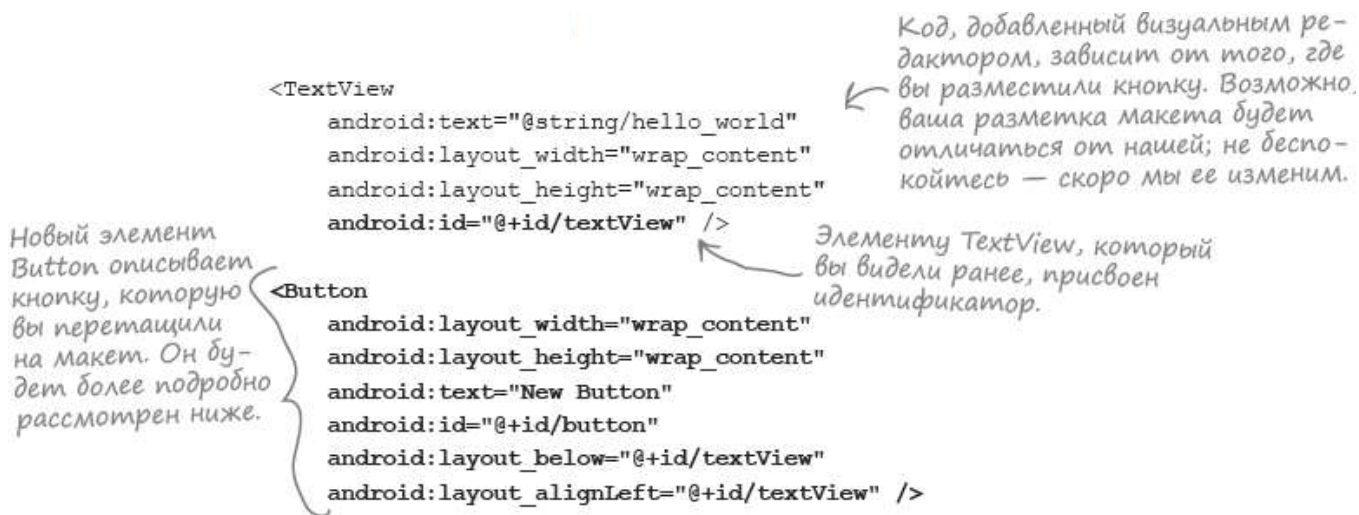 Код, добавленный визуальным ре-
дактором, зависит от того, где
вы разместили кнопку. Возможно,
ваша разметка макета будет
отличаться от нашей; не беспо-
койтесь — скоро мы ее изменим.
<TextView
android:text="@string/hello_world"
android:layout_width="wrap_content"
android:layout_height="wrap_content"
android:id="@+id/textView" />
Элементу TextView, который
вы видели ранее, присвоен
идентификатор.
Новый элемент
Button описывает
кнопку, которую
вы перетащили
на макет. Он бу-
дет более подробно
рассмотрен ниже.
<Button
android:layout_width="wrap_content"
android:layout_height="wrap_content"
android:text="New Button"
android:id="@+id/button"
android:layout_below="@+id/textView"
android:layout_alignLeft="@+id/textView" />